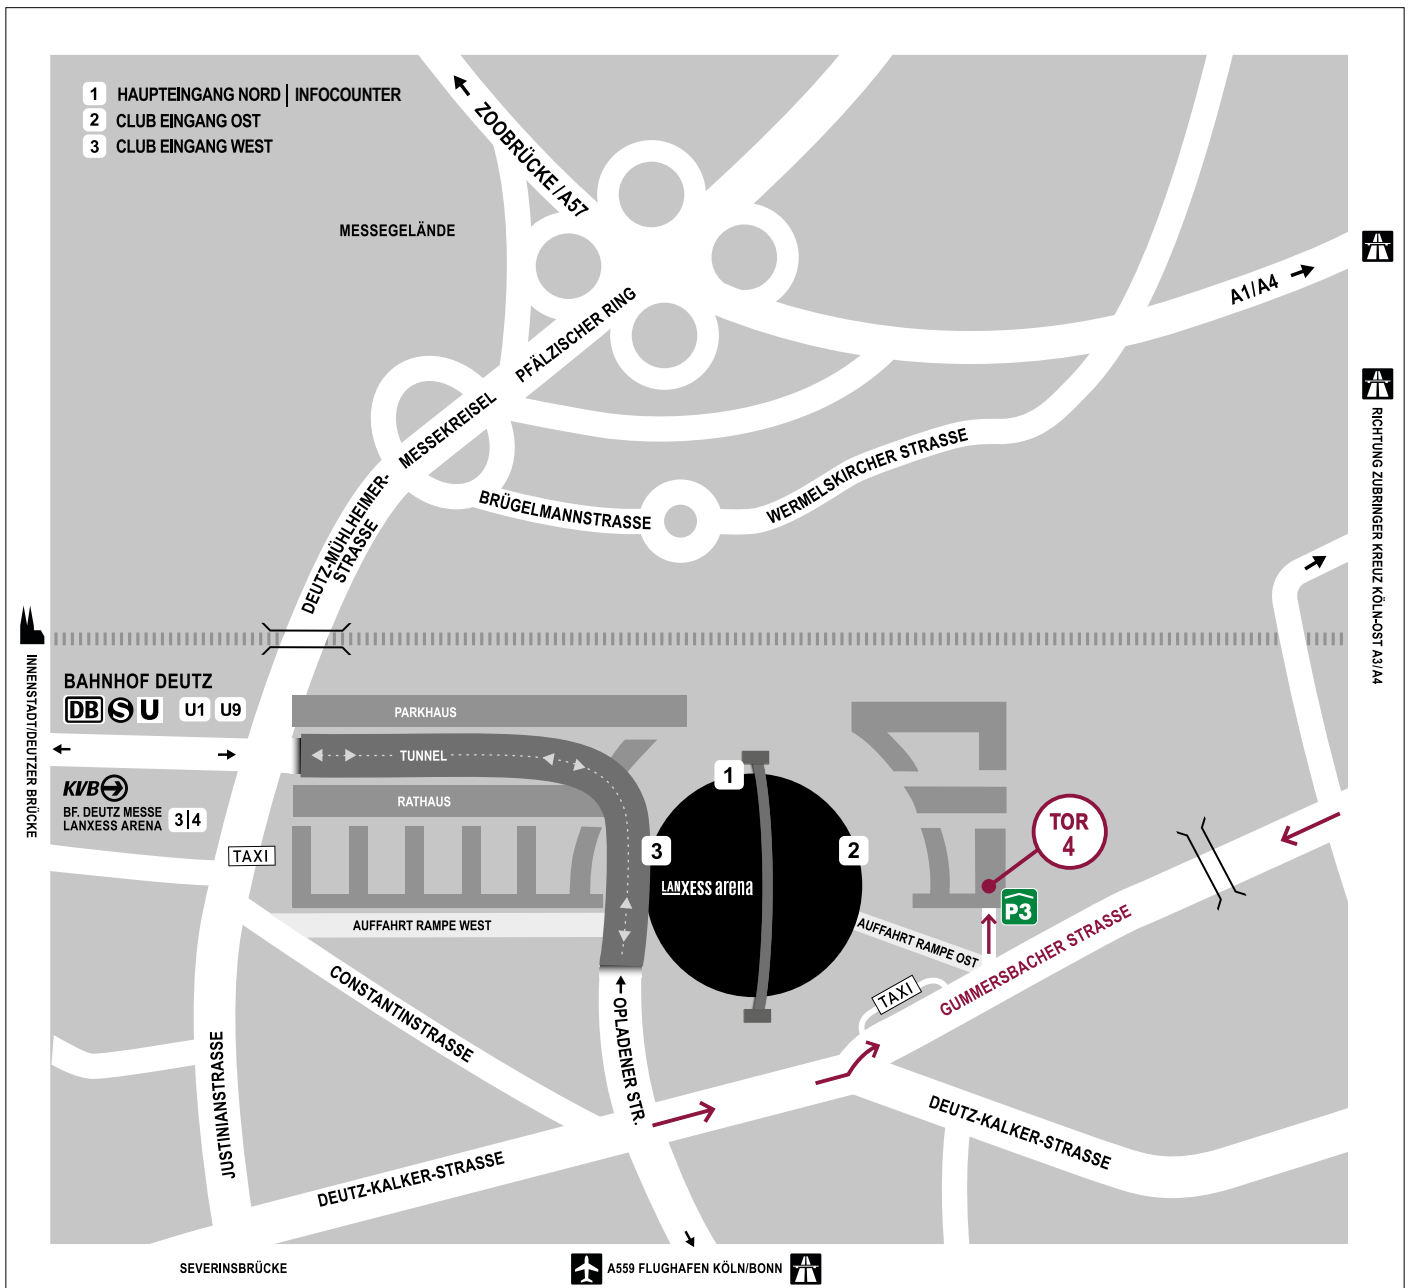 1 HAUPTEINGANG NORD | INFOCOUNTER
2 CLUB EINGANG OST
3 CLUB EINGANG WEST
ZOOBRÜCKE/A57
MESSEGELÄNDE
A1/A4
PFÄLZISCHER RING
MESSEKREISEL
RICHTUNG ZUBRINGER KREUZ KÖLN-OST A3/A4
WERMELSKIRCHER STRASSE
BRÜGELMANNSTRASSE
DEUTZ-MÜHLHEIMER-
STRASSE
INNENSTADT/DEUTZER BRÜCKE
BAHNHOF DEUTZ
DB S U U1 U9
PARKHAUS
TUNNEL
KVB
BF. DEUTZ MESSE
LANXESS ARENA 3|4
RATHAUS
1
TOR
4
TAXI
3
2
LANXESS arena
P3
AUFFAHRT RAMPE WEST
AUFFAHRT RAMPE OST
GUMMERSBACHER STRASSE
TAXI
CONSTANTINSTRASSE
OPLADENER STR.
JUSTINIANSTRASSE
DEUTZ-KALKER-STRASSE
DEUTZ-KALKER-STRASSE
SEVERINSBRÜCKE
A559 FLUGHAFEN KÖLN/BONN